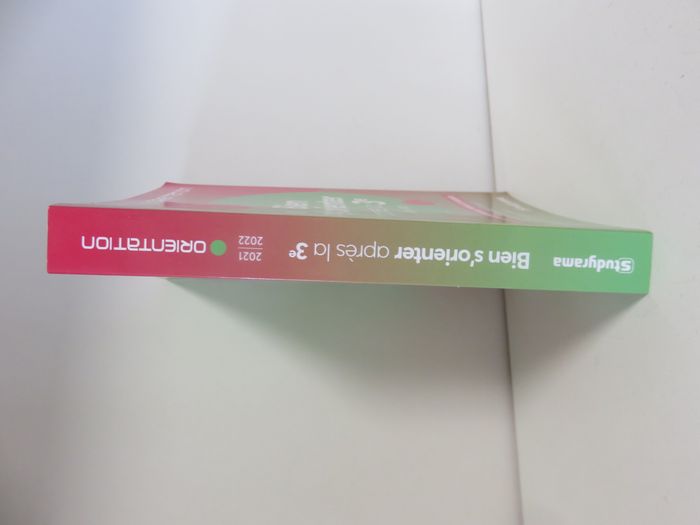 Studyrama
Bien s'orienter après la 3e
2021
2022
ORIENTATION